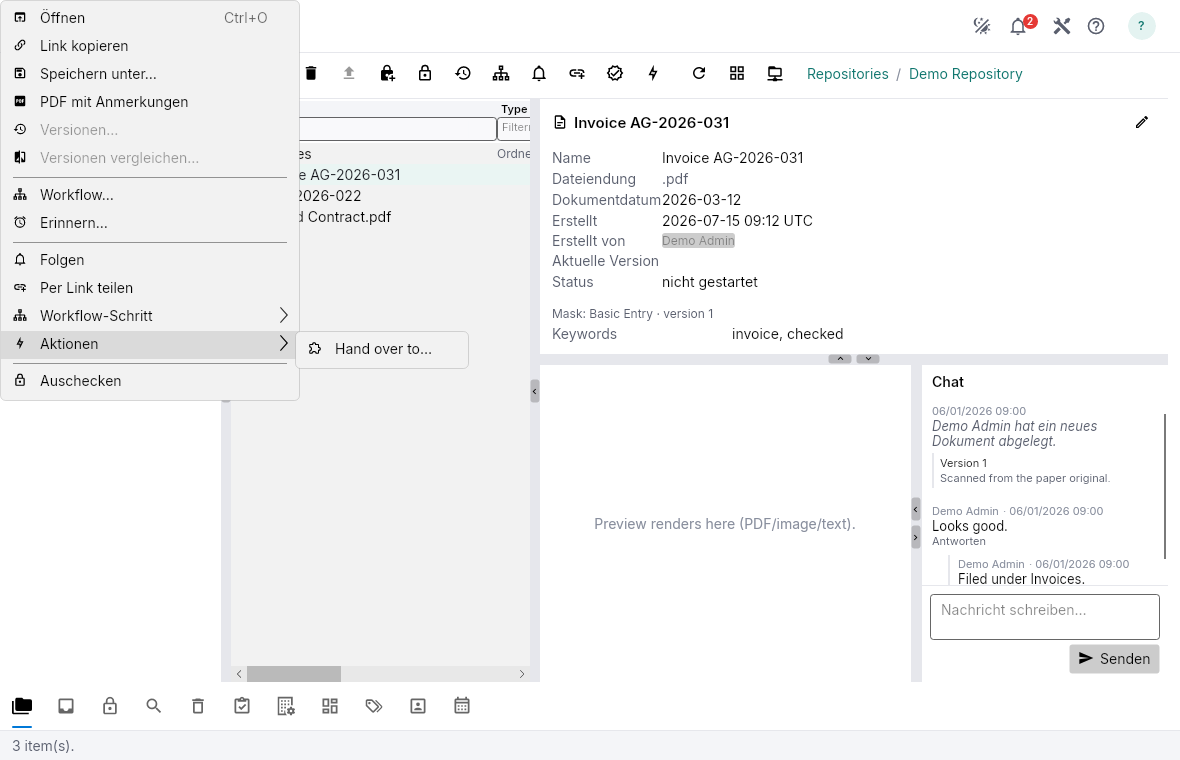 Öffnen Ctrl+O
Link kopieren
Speichern unter...
PDF mit Anmerkungen
Versionen...
Versionen vergleichen...
Workflow...
Erinnern...
Folgen
Per Link teilen
Workflow-Schritt
Aktionen
Hand over to...
Auschecken
2
?
Repositories / Demo Repository
Type
Filtern
es Ordne
e AG-2026-031
2026-022
d Contract.pdf
Invoice AG-2026-031
Name Invoice AG-2026-031
Dateiendung .pdf
Dokumentdatum 2026-03-12
Erstellt 2026-07-15 09:12 UTC
Erstellt von Demo Admin
Aktuelle Version
Status nicht gestartet
Mask: Basic Entry · version 1
Keywords invoice, checked
Preview renders here (PDF/image/text).
Chat
06/01/2026 09:00
Demo Admin hat ein neues
Dokument abgelegt.
Version 1
Scanned from the paper original.
Demo Admin · 06/01/2026 09:00
Looks good.
Antworten
Demo Admin · 06/01/2026 09:00
Filed under Invoices.
Nachricht schreiben...
Senden
3 item(s).